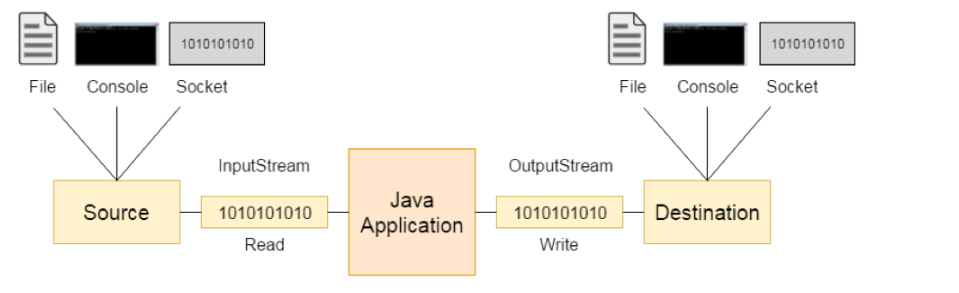 1010101010
1010101010
File Console Socket
File Console Socket
InputStream
OutputStream
Source
1010101010
Java
Application
1010101010
Destination
Read
Write